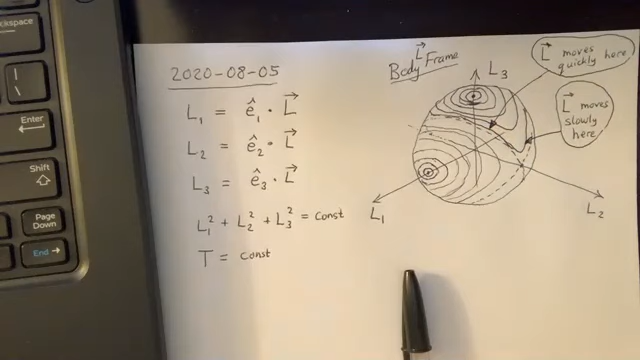 2020-08-05
L₁ = ê₁ · L⃗
L₂ = ê₂ · L⃗
L₃ = ê₃ · L⃗
L₁² + L₂² + L₃² = const
T = const
L⃗
Body Frame
L₃
L⃗ moves
quickly here
L⃗ moves
slowly
here
L₁
L₂
Backspace
|
\
Enter
Shift
Page
Down
End